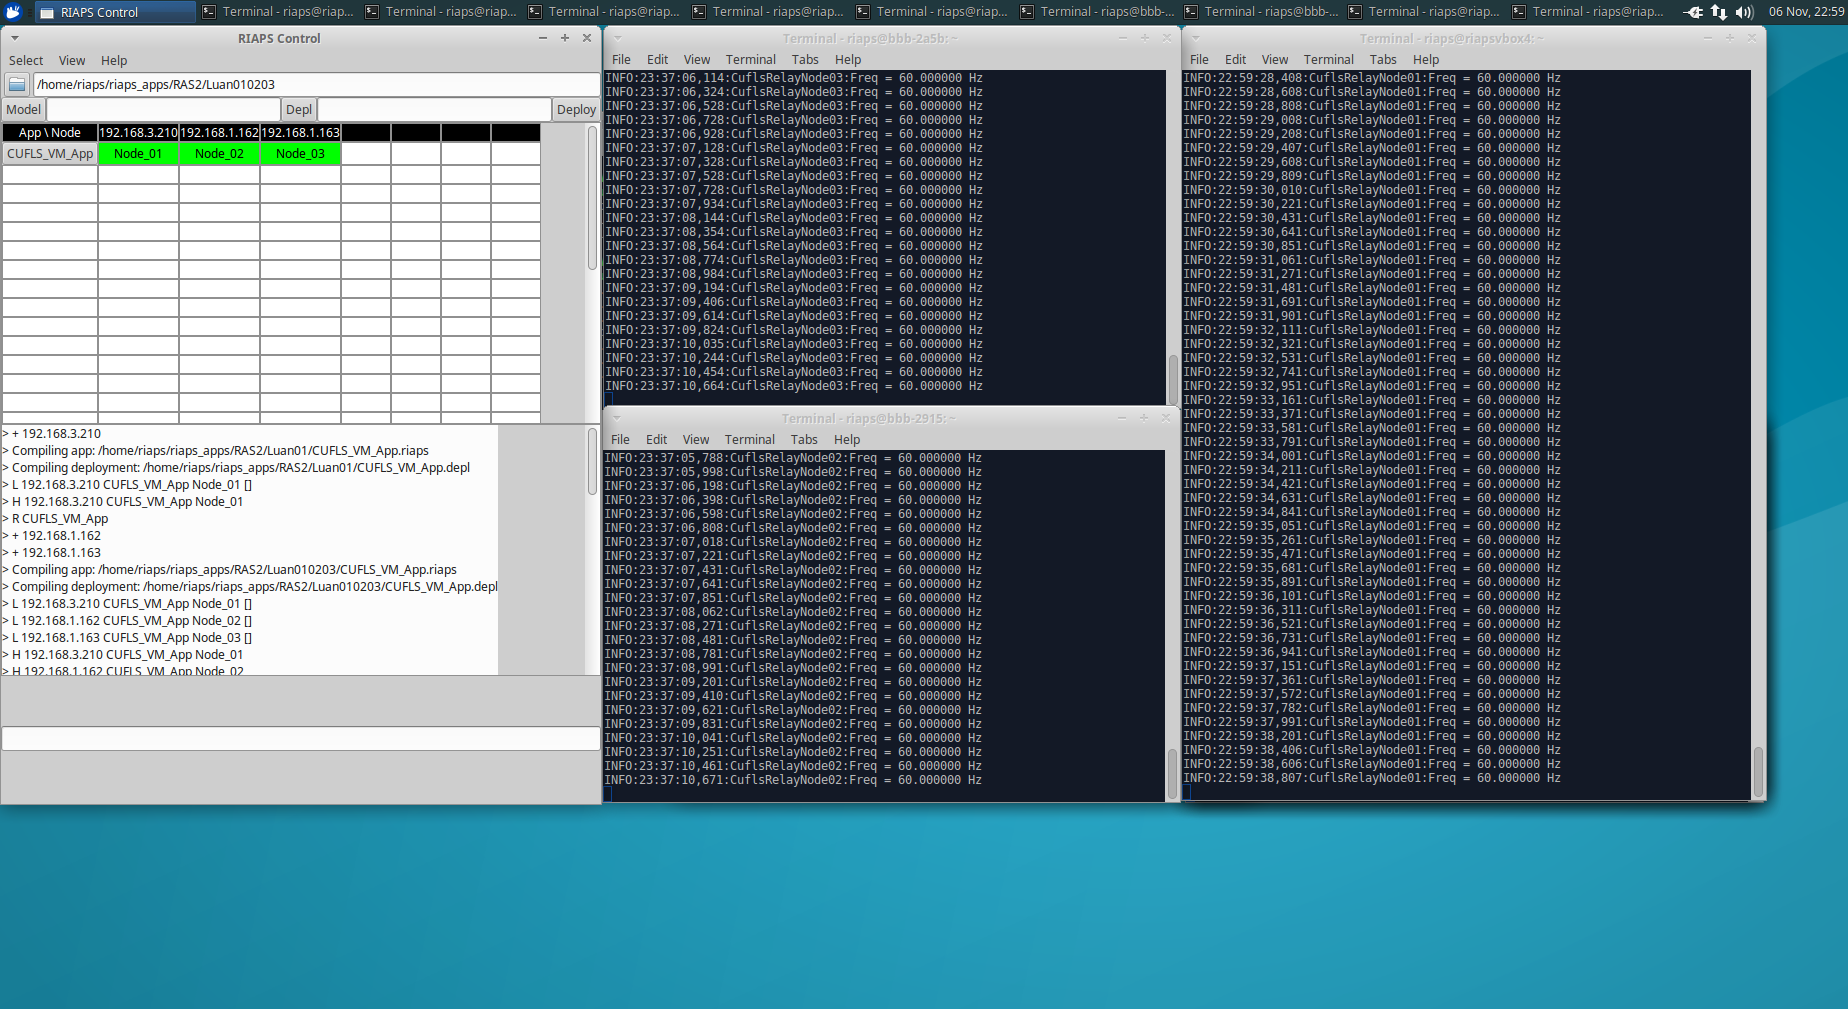 RIAPS Control
Terminal - riaps@riap...
Terminal - riaps@riap...
Terminal - riaps@riap...
Terminal - riaps@riap...
Terminal - riaps@riap...
Terminal - riaps@bbb-...
Terminal - riaps@bbb-...
Terminal - riaps@riap...
Terminal - riaps@riap...
06 Nov, 22:59
RIAPS Control
Select View Help
/home/riaps/riaps_apps/RAS2/Luan010203
Model Depl Deploy
App \ Node 192.168.3.210 192.168.1.162 192.168.1.163
CUFLS_VM_App Node_01 Node_02 Node_03
> + 192.168.3.210
> Compiling app: /home/riaps/riaps_apps/RAS2/Luan01/CUFLS_VM_App.riaps
> Compiling deployment: /home/riaps/riaps_apps/RAS2/Luan01/CUFLS_VM_App.depl
> L 192.168.3.210 CUFLS_VM_App Node_01 []
> H 192.168.3.210 CUFLS_VM_App Node_01
> R CUFLS_VM_App
> + 192.168.1.162
> + 192.168.1.163
> Compiling app: /home/riaps/riaps_apps/RAS2/Luan010203/CUFLS_VM_App.riaps
> Compiling deployment: /home/riaps/riaps_apps/RAS2/Luan010203/CUFLS_VM_App.depl
> L 192.168.3.210 CUFLS_VM_App Node_01 []
> L 192.168.1.162 CUFLS_VM_App Node_02 []
> L 192.168.1.163 CUFLS_VM_App Node_03 []
> H 192.168.3.210 CUFLS_VM_App Node_01
> H 192.168.1.162 CUFLS_VM_App Node_02
Terminal - riaps@bbb-2a5b: ~
File Edit View Terminal Tabs Help
INFO:23:37:06,114:CuflsRelayNode03:Freq = 60.000000 Hz
INFO:23:37:06,324:CuflsRelayNode03:Freq = 60.000000 Hz
INFO:23:37:06,528:CuflsRelayNode03:Freq = 60.000000 Hz
INFO:23:37:06,728:CuflsRelayNode03:Freq = 60.000000 Hz
INFO:23:37:06,928:CuflsRelayNode03:Freq = 60.000000 Hz
INFO:23:37:07,128:CuflsRelayNode03:Freq = 60.000000 Hz
INFO:23:37:07,328:CuflsRelayNode03:Freq = 60.000000 Hz
INFO:23:37:07,528:CuflsRelayNode03:Freq = 60.000000 Hz
INFO:23:37:07,728:CuflsRelayNode03:Freq = 60.000000 Hz
INFO:23:37:07,934:CuflsRelayNode03:Freq = 60.000000 Hz
INFO:23:37:08,144:CuflsRelayNode03:Freq = 60.000000 Hz
INFO:23:37:08,354:CuflsRelayNode03:Freq = 60.000000 Hz
INFO:23:37:08,564:CuflsRelayNode03:Freq = 60.000000 Hz
INFO:23:37:08,774:CuflsRelayNode03:Freq = 60.000000 Hz
INFO:23:37:08,984:CuflsRelayNode03:Freq = 60.000000 Hz
INFO:23:37:09,194:CuflsRelayNode03:Freq = 60.000000 Hz
INFO:23:37:09,406:CuflsRelayNode03:Freq = 60.000000 Hz
INFO:23:37:09,614:CuflsRelayNode03:Freq = 60.000000 Hz
INFO:23:37:09,824:CuflsRelayNode03:Freq = 60.000000 Hz
INFO:23:37:10,035:CuflsRelayNode03:Freq = 60.000000 Hz
INFO:23:37:10,244:CuflsRelayNode03:Freq = 60.000000 Hz
INFO:23:37:10,454:CuflsRelayNode03:Freq = 60.000000 Hz
INFO:23:37:10,664:CuflsRelayNode03:Freq = 60.000000 Hz
Terminal - riaps@bbb-2915: ~
File Edit View Terminal Tabs Help
INFO:23:37:05,788:CuflsRelayNode02:Freq = 60.000000 Hz
INFO:23:37:05,998:CuflsRelayNode02:Freq = 60.000000 Hz
INFO:23:37:06,198:CuflsRelayNode02:Freq = 60.000000 Hz
INFO:23:37:06,398:CuflsRelayNode02:Freq = 60.000000 Hz
INFO:23:37:06,598:CuflsRelayNode02:Freq = 60.000000 Hz
INFO:23:37:06,808:CuflsRelayNode02:Freq = 60.000000 Hz
INFO:23:37:07,018:CuflsRelayNode02:Freq = 60.000000 Hz
INFO:23:37:07,221:CuflsRelayNode02:Freq = 60.000000 Hz
INFO:23:37:07,431:CuflsRelayNode02:Freq = 60.000000 Hz
INFO:23:37:07,641:CuflsRelayNode02:Freq = 60.000000 Hz
INFO:23:37:07,851:CuflsRelayNode02:Freq = 60.000000 Hz
INFO:23:37:08,062:CuflsRelayNode02:Freq = 60.000000 Hz
INFO:23:37:08,271:CuflsRelayNode02:Freq = 60.000000 Hz
INFO:23:37:08,481:CuflsRelayNode02:Freq = 60.000000 Hz
INFO:23:37:08,781:CuflsRelayNode02:Freq = 60.000000 Hz
INFO:23:37:08,991:CuflsRelayNode02:Freq = 60.000000 Hz
INFO:23:37:09,201:CuflsRelayNode02:Freq = 60.000000 Hz
INFO:23:37:09,410:CuflsRelayNode02:Freq = 60.000000 Hz
INFO:23:37:09,621:CuflsRelayNode02:Freq = 60.000000 Hz
INFO:23:37:09,831:CuflsRelayNode02:Freq = 60.000000 Hz
INFO:23:37:10,041:CuflsRelayNode02:Freq = 60.000000 Hz
INFO:23:37:10,251:CuflsRelayNode02:Freq = 60.000000 Hz
INFO:23:37:10,461:CuflsRelayNode02:Freq = 60.000000 Hz
INFO:23:37:10,671:CuflsRelayNode02:Freq = 60.000000 Hz
Terminal - riaps@riapsvbox4: ~
File Edit View Terminal Tabs Help
INFO:22:59:28,408:CuflsRelayNode01:Freq = 60.000000 Hz
INFO:22:59:28,608:CuflsRelayNode01:Freq = 60.000000 Hz
INFO:22:59:28,808:CuflsRelayNode01:Freq = 60.000000 Hz
INFO:22:59:29,008:CuflsRelayNode01:Freq = 60.000000 Hz
INFO:22:59:29,208:CuflsRelayNode01:Freq = 60.000000 Hz
INFO:22:59:29,407:CuflsRelayNode01:Freq = 60.000000 Hz
INFO:22:59:29,608:CuflsRelayNode01:Freq = 60.000000 Hz
INFO:22:59:29,809:CuflsRelayNode01:Freq = 60.000000 Hz
INFO:22:59:30,010:CuflsRelayNode01:Freq = 60.000000 Hz
INFO:22:59:30,221:CuflsRelayNode01:Freq = 60.000000 Hz
INFO:22:59:30,431:CuflsRelayNode01:Freq = 60.000000 Hz
INFO:22:59:30,641:CuflsRelayNode01:Freq = 60.000000 Hz
INFO:22:59:30,851:CuflsRelayNode01:Freq = 60.000000 Hz
INFO:22:59:31,061:CuflsRelayNode01:Freq = 60.000000 Hz
INFO:22:59:31,271:CuflsRelayNode01:Freq = 60.000000 Hz
INFO:22:59:31,481:CuflsRelayNode01:Freq = 60.000000 Hz
INFO:22:59:31,691:CuflsRelayNode01:Freq = 60.000000 Hz
INFO:22:59:31,901:CuflsRelayNode01:Freq = 60.000000 Hz
INFO:22:59:32,111:CuflsRelayNode01:Freq = 60.000000 Hz
INFO:22:59:32,321:CuflsRelayNode01:Freq = 60.000000 Hz
INFO:22:59:32,531:CuflsRelayNode01:Freq = 60.000000 Hz
INFO:22:59:32,741:CuflsRelayNode01:Freq = 60.000000 Hz
INFO:22:59:32,951:CuflsRelayNode01:Freq = 60.000000 Hz
INFO:22:59:33,161:CuflsRelayNode01:Freq = 60.000000 Hz
INFO:22:59:33,371:CuflsRelayNode01:Freq = 60.000000 Hz
INFO:22:59:33,581:CuflsRelayNode01:Freq = 60.000000 Hz
INFO:22:59:33,791:CuflsRelayNode01:Freq = 60.000000 Hz
INFO:22:59:34,001:CuflsRelayNode01:Freq = 60.000000 Hz
INFO:22:59:34,211:CuflsRelayNode01:Freq = 60.000000 Hz
INFO:22:59:34,421:CuflsRelayNode01:Freq = 60.000000 Hz
INFO:22:59:34,631:CuflsRelayNode01:Freq = 60.000000 Hz
INFO:22:59:34,841:CuflsRelayNode01:Freq = 60.000000 Hz
INFO:22:59:35,051:CuflsRelayNode01:Freq = 60.000000 Hz
INFO:22:59:35,261:CuflsRelayNode01:Freq = 60.000000 Hz
INFO:22:59:35,471:CuflsRelayNode01:Freq = 60.000000 Hz
INFO:22:59:35,681:CuflsRelayNode01:Freq = 60.000000 Hz
INFO:22:59:35,891:CuflsRelayNode01:Freq = 60.000000 Hz
INFO:22:59:36,101:CuflsRelayNode01:Freq = 60.000000 Hz
INFO:22:59:36,311:CuflsRelayNode01:Freq = 60.000000 Hz
INFO:22:59:36,521:CuflsRelayNode01:Freq = 60.000000 Hz
INFO:22:59:36,731:CuflsRelayNode01:Freq = 60.000000 Hz
INFO:22:59:36,941:CuflsRelayNode01:Freq = 60.000000 Hz
INFO:22:59:37,151:CuflsRelayNode01:Freq = 60.000000 Hz
INFO:22:59:37,361:CuflsRelayNode01:Freq = 60.000000 Hz
INFO:22:59:37,572:CuflsRelayNode01:Freq = 60.000000 Hz
INFO:22:59:37,782:CuflsRelayNode01:Freq = 60.000000 Hz
INFO:22:59:37,991:CuflsRelayNode01:Freq = 60.000000 Hz
INFO:22:59:38,201:CuflsRelayNode01:Freq = 60.000000 Hz
INFO:22:59:38,406:CuflsRelayNode01:Freq = 60.000000 Hz
INFO:22:59:38,606:CuflsRelayNode01:Freq = 60.000000 Hz
INFO:22:59:38,807:CuflsRelayNode01:Freq = 60.000000 Hz